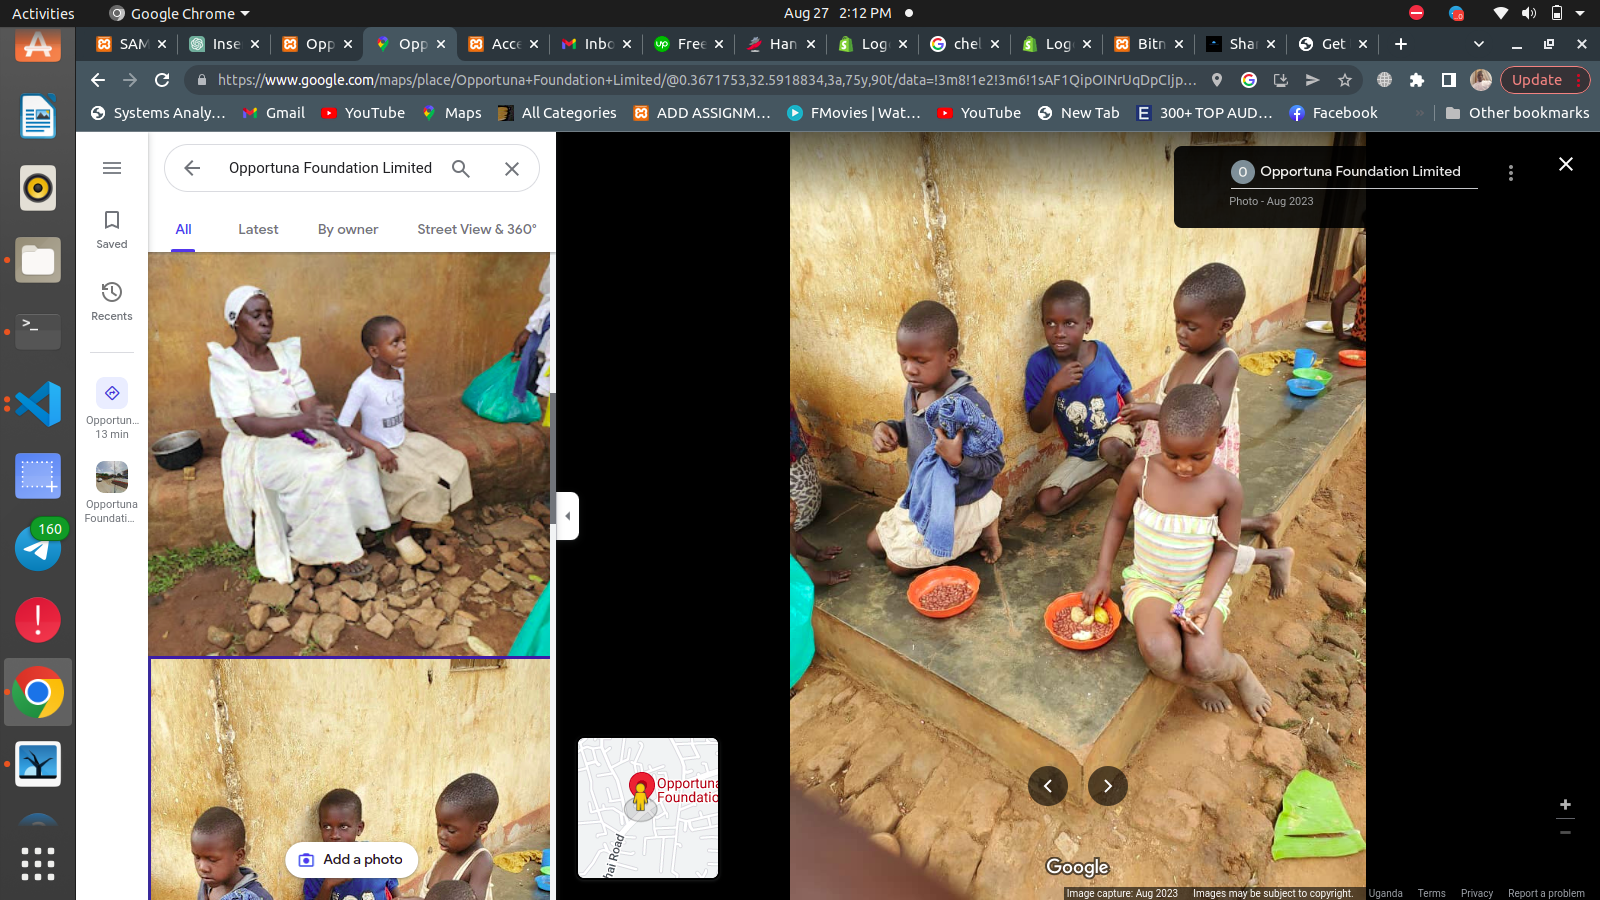 Activities
Google Chrome
Aug 27 2:12 PM
SAM
Inse
Opp
Opp
Acce
Inbo
Free
Han
Log
chel
Log
Bitn
Shar
Get
https://www.google.com/maps/place/Opportuna+Foundation+Limited/@0.3671753,32.5918834,3a,75y,90t/data=!3m8!1e2!3m6!1sAF1QipOINrUqDpCIjp...
Update
Systems Analy...
Gmail
YouTube
Maps
All Categories
ADD ASSIGNM...
FMovies | Wat...
YouTube
New Tab
300+ TOP AUD...
Facebook
»
Other bookmarks
Opportuna Foundation Limited
All
Latest
By owner
Street View & 360°
Saved
Recents
Opportun...
13 min
Opportuna
Foundati...
160
Add a photo
0 Opportuna Foundation Limited
Photo - Aug 2023
Opportuna
Foundatio
hai Road
Google
Image capture: Aug 2023 Images may be subject to copyright. Uganda Terms Privacy Report a problem